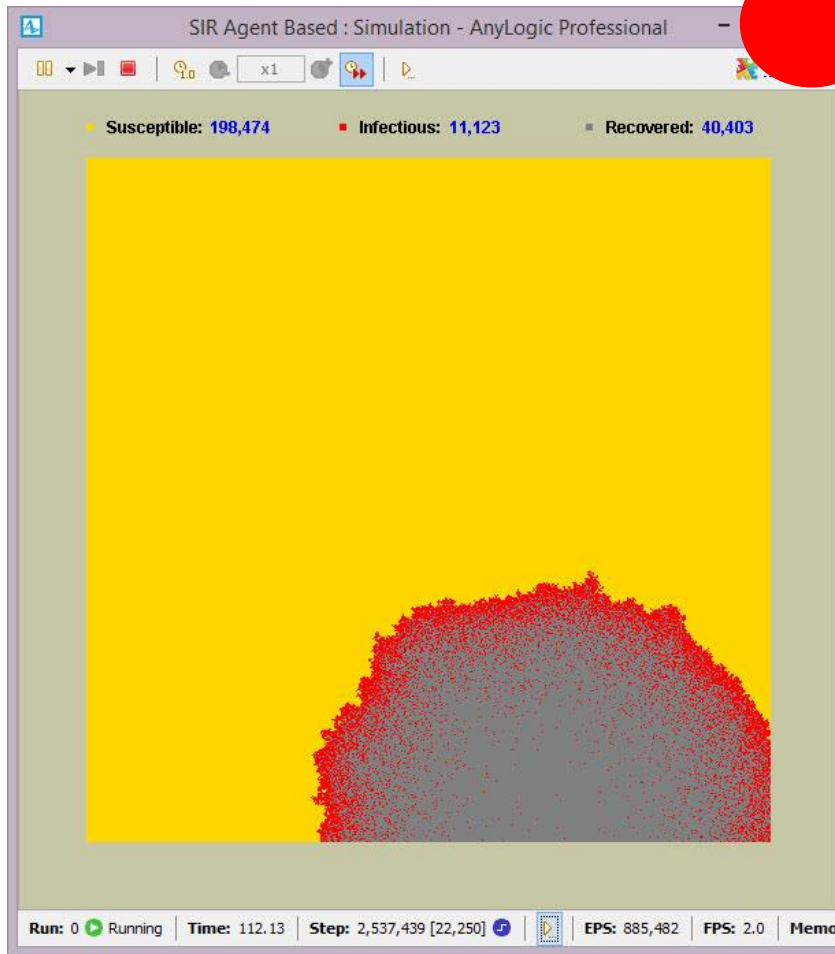 SIR Agent Based : Simulation - AnyLogic Professional
x1
Susceptible: 198,474 Infectious: 11,123 Recovered: 40,403
Run: 0 Running Time: 112.13 Step: 2,537,439 [22,250] EPS: 885,482 FPS: 2.0